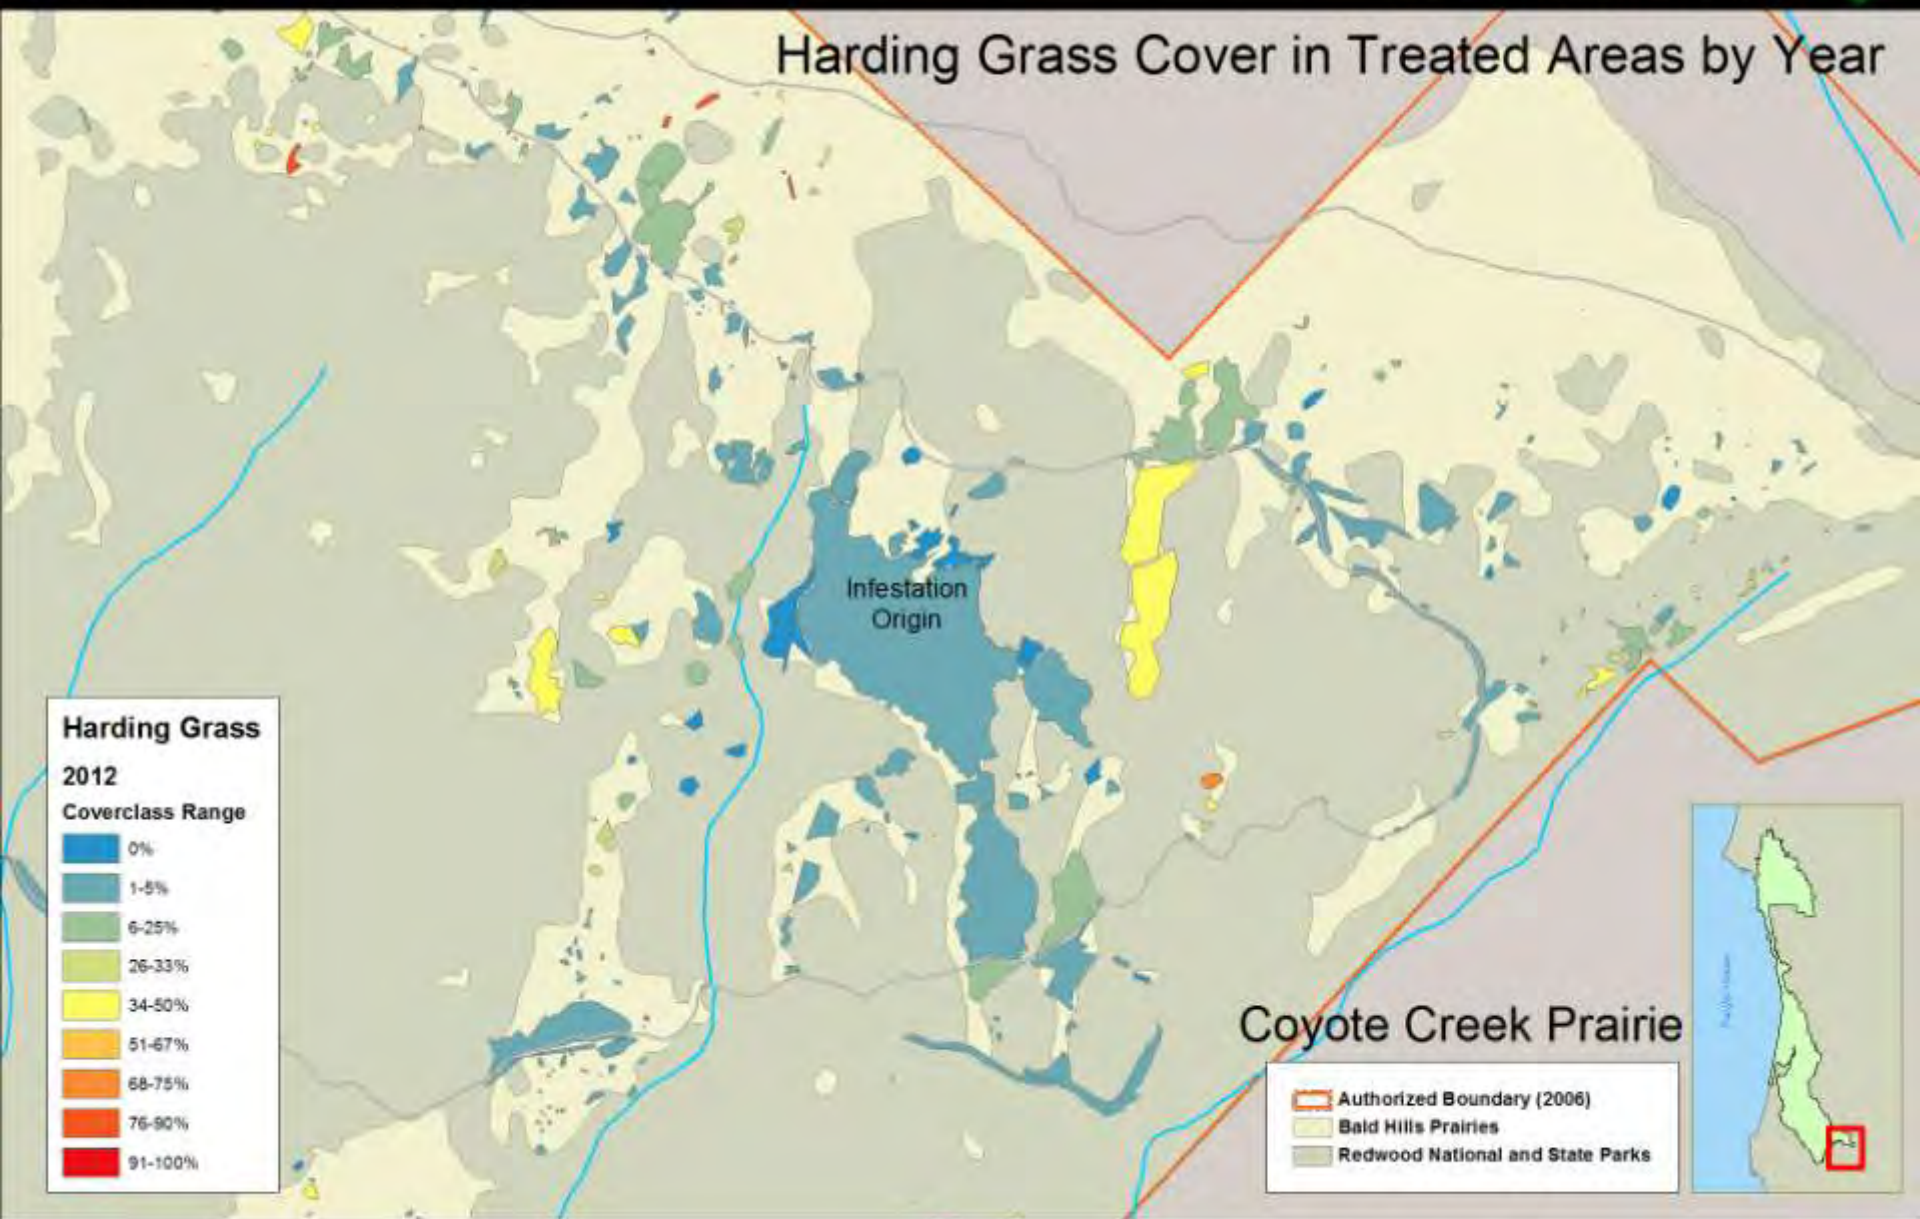 Harding Grass Cover in Treated Areas by Year
Infestation
Origin
Harding Grass
2012
Coverclass Range
0%
1-5%
6-25%
26-33%
34-50%
51-67%
68-75%
76-90%
91-100%
Coyote Creek Prairie
Authorized Boundary (2006)
Bald Hills Prairies
Redwood National and State Parks